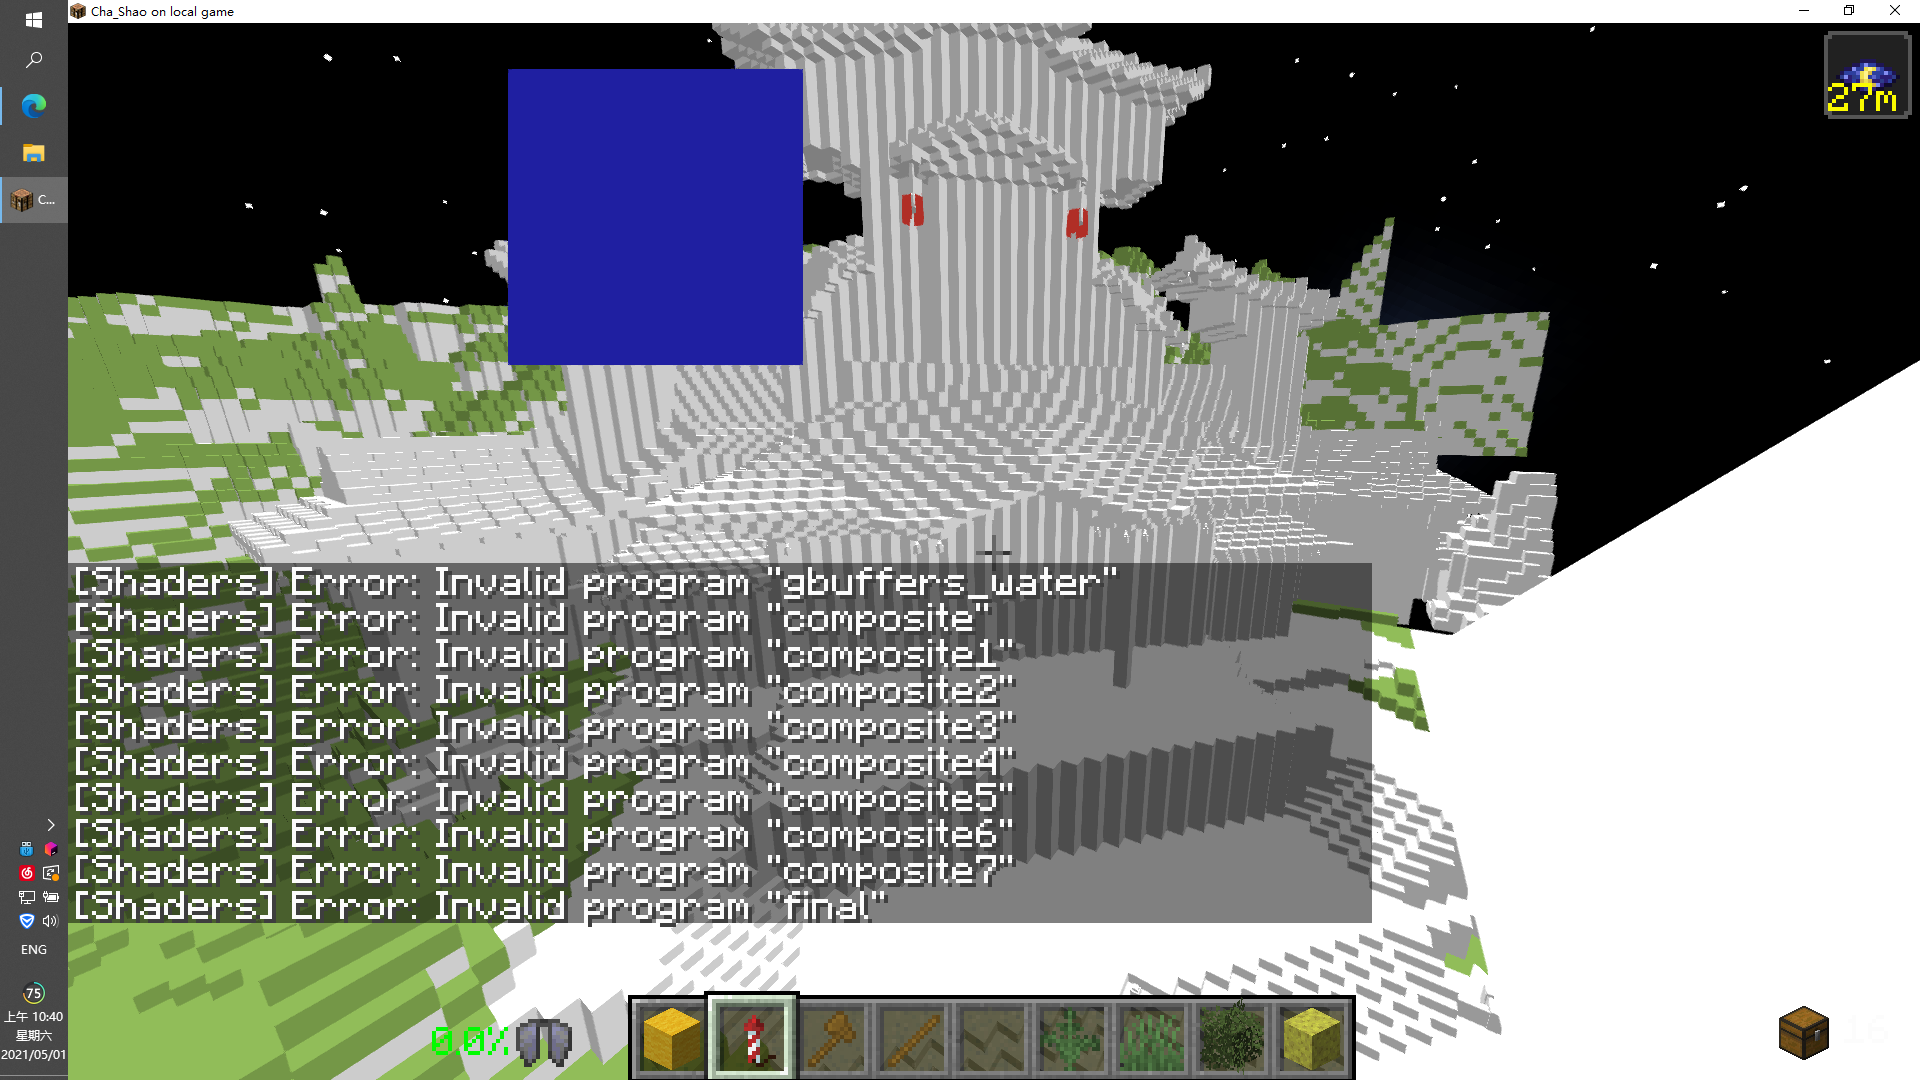 Cha_Shao on local game
27M
C...
[Shaders] Error: Invalid program "gbuffers_water"
[Shaders] Error: Invalid program "composite"
[Shaders] Error: Invalid program "composite1"
[Shaders] Error: Invalid program "composite2"
[Shaders] Error: Invalid program "composite3"
[Shaders] Error: Invalid program "composite4"
[Shaders] Error: Invalid program "composite5"
[Shaders] Error: Invalid program "composite6"
[Shaders] Error: Invalid program "composite7"
[Shaders] Error: Invalid program "final"
ENG
75
上午 10:40
星期六
2021/05/01
0.0%
16